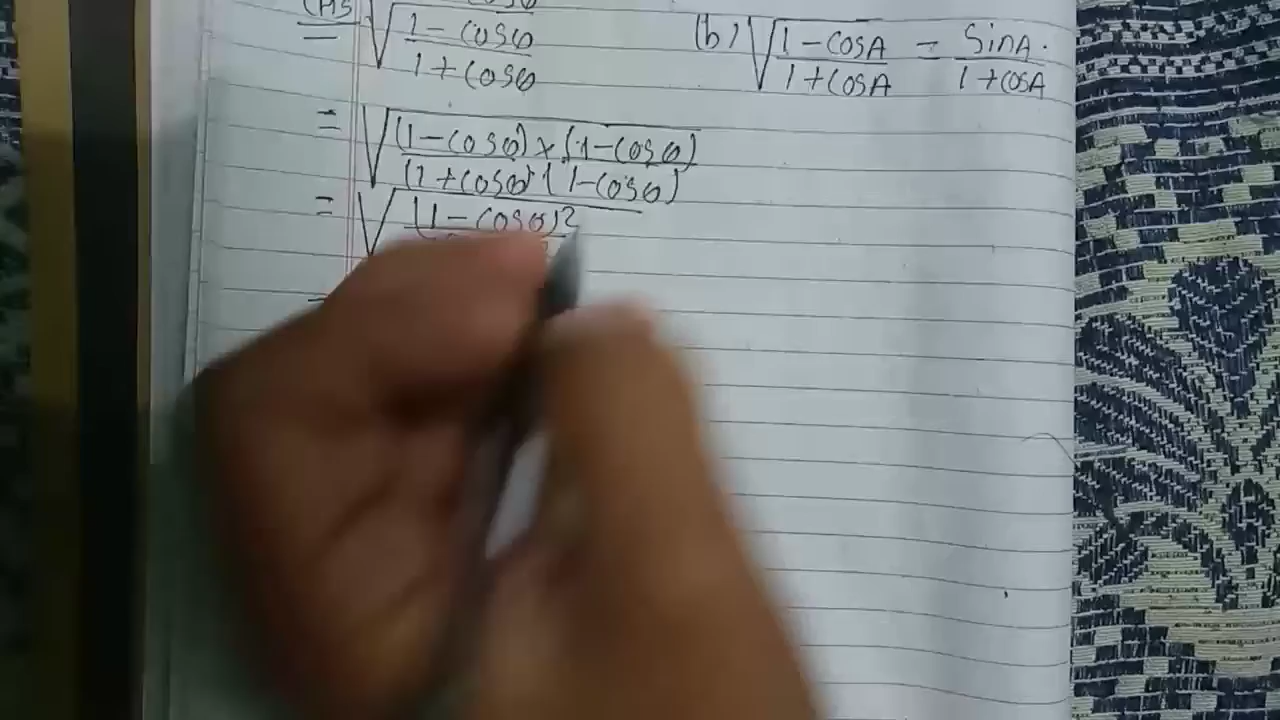 LHS √(1-cosθ)/(1+cosθ)
= √((1-cosθ)×(1-cosθ))/((1+cosθ)(1-cosθ))
= √(1-cosθ)²
=
(b) √(1-cosA)/(1+cosA) = SinA./(1+cosA)